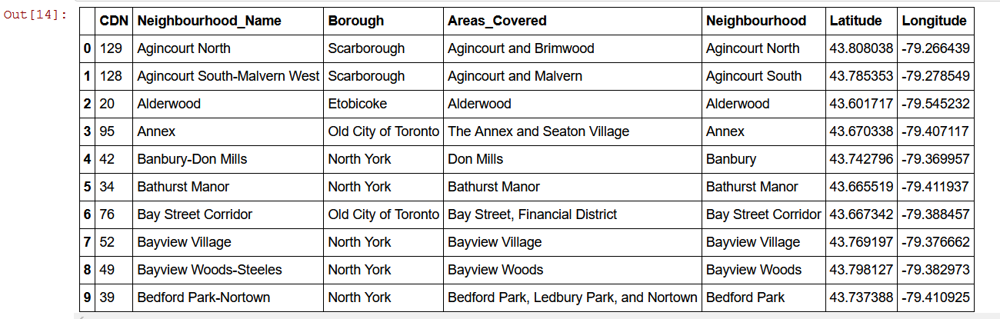 Out[14]:
CDN Neighbourhood_Name Borough Areas_Covered Neighbourhood Latitude Longitude
0 129 Agincourt North Scarborough Agincourt and Brimwood Agincourt North 43.808038 -79.266439
1 128 Agincourt South-Malvern West Scarborough Agincourt and Malvern Agincourt South 43.785353 -79.278549
2 20 Alderwood Etobicoke Alderwood Alderwood 43.601717 -79.545232
3 95 Annex Old City of Toronto The Annex and Seaton Village Annex 43.670338 -79.407117
4 42 Banbury-Don Mills North York Don Mills Banbury 43.742796 -79.369957
5 34 Bathurst Manor North York Bathurst Manor Bathurst Manor 43.665519 -79.411937
6 76 Bay Street Corridor Old City of Toronto Bay Street, Financial District Bay Street Corridor 43.667342 -79.388457
7 52 Bayview Village North York Bayview Village Bayview Village 43.769197 -79.376662
8 49 Bayview Woods-Steeles North York Bayview Woods Bayview Woods 43.798127 -79.382973
9 39 Bedford Park-Nortown North York Bedford Park, Ledbury Park, and Nortown Bedford Park 43.737388 -79.410925